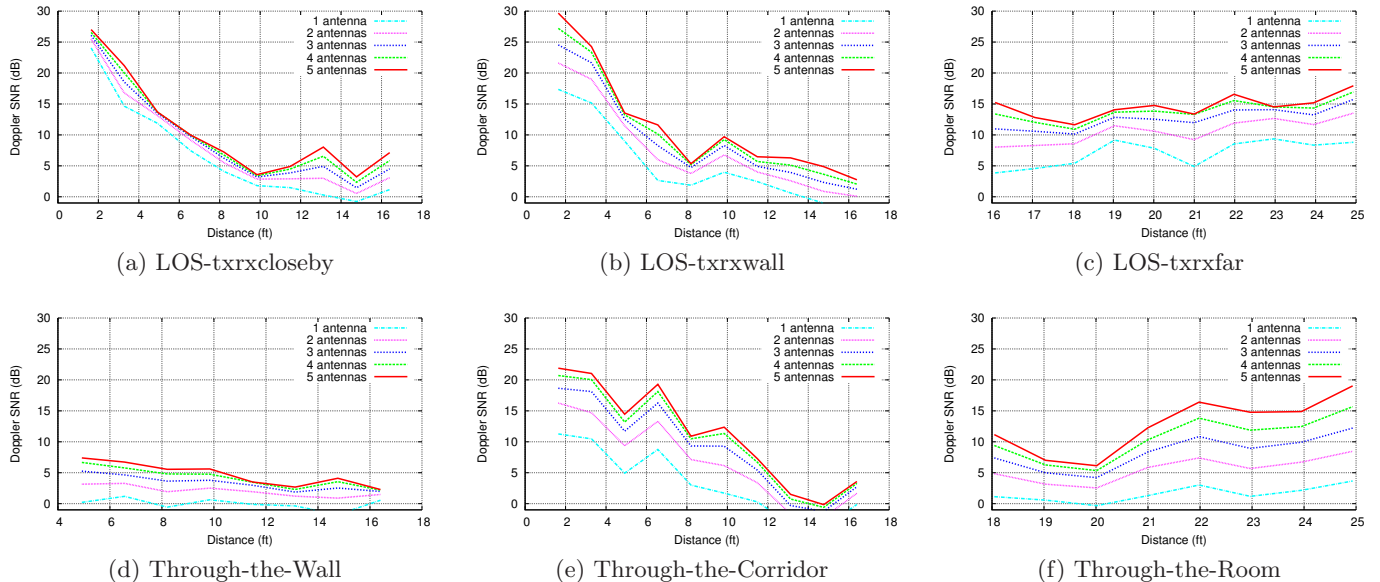 1 antenna
2 antennas
3 antennas
4 antennas
5 antennas
Doppler SNR (dB)
30
25
20
15
10
5
0
0 2 4 6 8 10 12 14 16 18
Distance (ft)
(a) LOS-txrxcloseby
1 antenna
2 antennas
3 antennas
4 antennas
5 antennas
Doppler SNR (dB)
30
25
20
15
10
5
0
0 2 4 6 8 10 12 14 16 18
Distance (ft)
(b) LOS-txrxwall
1 antenna
2 antennas
3 antennas
4 antennas
5 antennas
Doppler SNR (dB)
30
25
20
15
10
5
0
16 17 18 19 20 21 22 23 24 25
Distance (ft)
(c) LOS-txrxfar
1 antenna
2 antennas
3 antennas
4 antennas
5 antennas
Doppler SNR (dB)
30
25
20
15
10
5
0
4 6 8 10 12 14 16 18
Distance (ft)
(d) Through-the-Wall
1 antenna
2 antennas
3 antennas
4 antennas
5 antennas
Doppler SNR (dB)
30
25
20
15
10
5
0
0 2 4 6 8 10 12 14 16 18
Distance (ft)
(e) Through-the-Corridor
1 antenna
2 antennas
3 antennas
4 antennas
5 antennas
Doppler SNR (dB)
30
25
20
15
10
5
0
18 19 20 21 22 23 24 25
Distance (ft)
(f) Through-the-Room